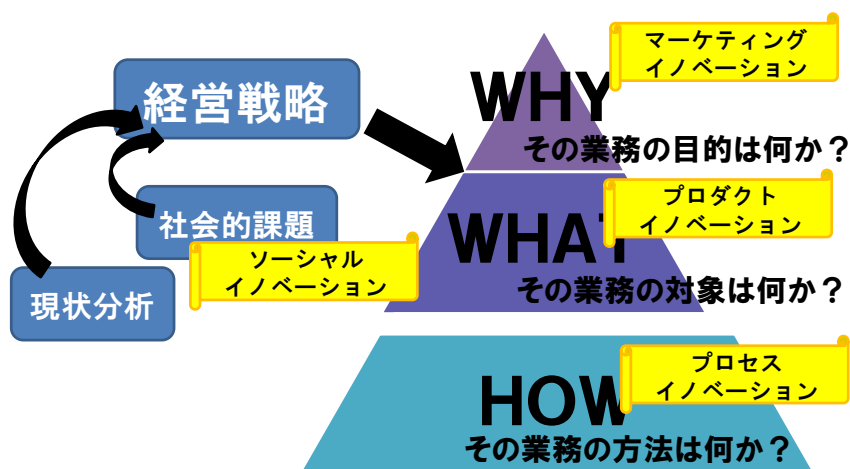 経営戦略
社会的課題
ソーシャル
イノベーション
現状分析
マーケティング
イノベーション
WHY
その業務の目的は何か？
プロダクト
イノベーション
WHAT
その業務の対象は何か？
プロセス
イノベーション
HOW
その業務の方法は何か？